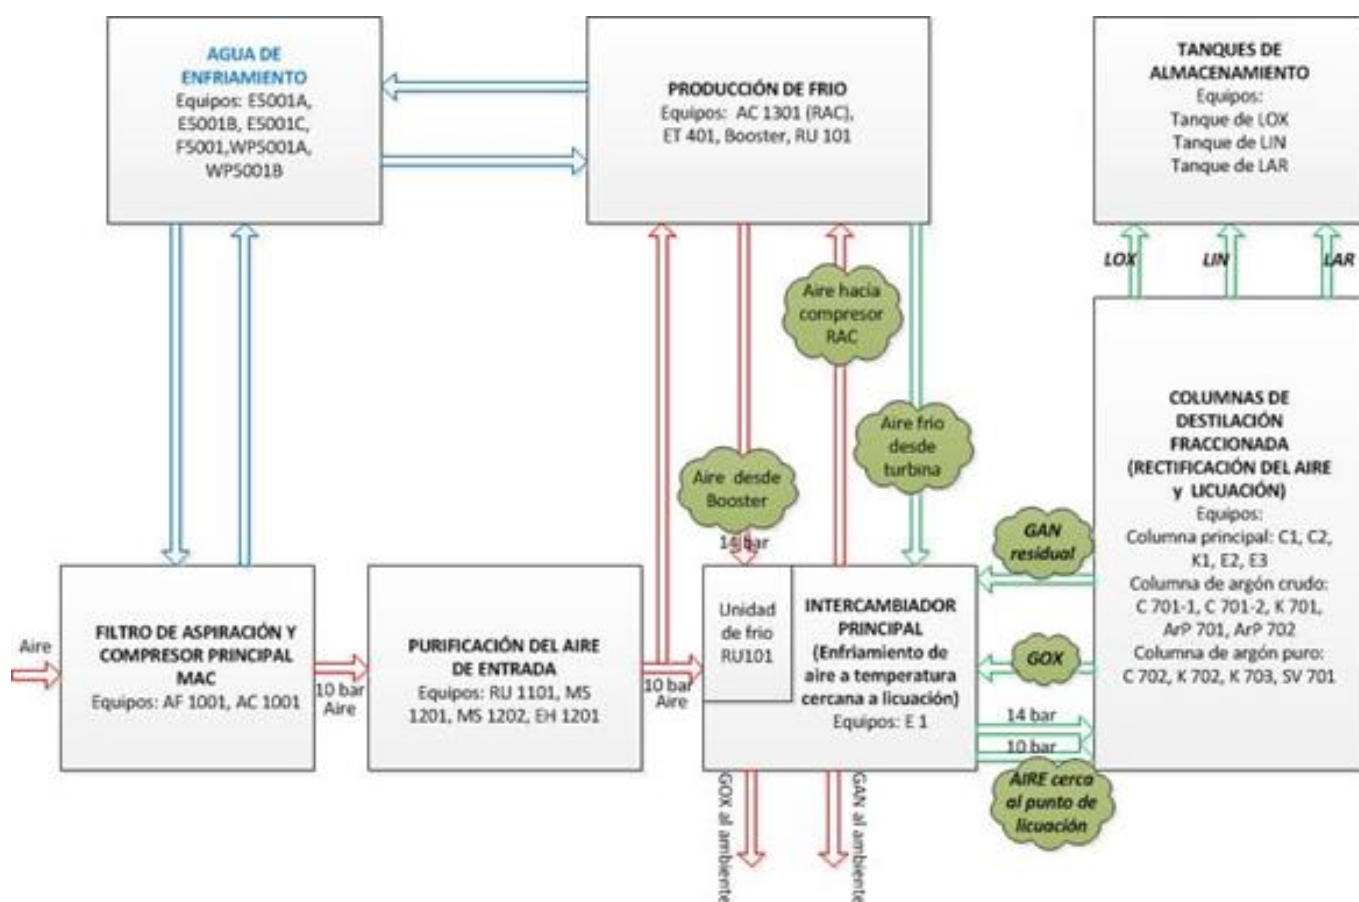 AGUA DE
ENFRIAMIENTO
Equipos: E5001A,
E5001B, E5001C,
F5001,WP5001A,
WP5001B
PRODUCCIÓN DE FRIO
Equipos: AC 1301 (RAC),
ET 401, Booster, RU 101
TANQUES DE
ALMACENAMIENTO
Equipos:
Tanque de LOX
Tanque de LIN
Tanque de LAR
LOX
LIN
LAR
Aire hacia
compresor
RAC
Aire frio
desde
turbina
Aire desde
Booster
14 bar
GAN
residual
GOX
COLUMNAS DE
DESTILACIÓN
FRACCIONADA
(RECTIFICACIÓN DEL AIRE
y LICUACIÓN)
Equipos:
Columna principal: C1, C2,
K1, E2, E3
Columna de argón crudo:
C 701-1, C 701-2, K 701,
ArP 701, ArP 702
Columna de argón puro:
C 702, K 702, K 703, SV 701
Aire
FILTRO DE ASPIRACIÓN Y
COMPRESOR PRINCIPAL
MAC
Equipos: AF 1001, AC 1001
10 bar
Aire
PURIFICACIÓN DEL AIRE
DE ENTRADA
Equipos: RU 1101, MS
1201, MS 1202, EH 1201
10 bar
Aire
Unidad
de frio
RU101
INTERCAMBIADOR
PRINCIPAL
(Enfriamiento de
aire a temperatura
cercana a licuación)
Equipos: E 1
14 bar
10 bar
AIRE cerca
al punto de
licuación
GOX al ambiente
GAN al ambiente